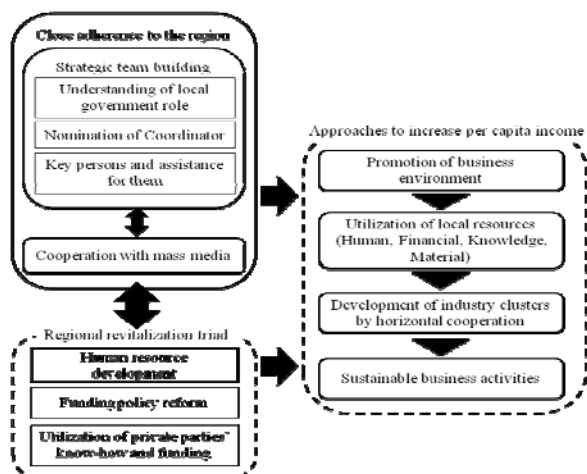 Close adherence to the region
Strategic team building
Understanding of local
government role
Nomination of Coordinator
Key persons and assistance
for them
Cooperation with mass media
Regional revitalization triad
Human resource
development
Funding policy reform
Utilization of private parties'
know-how and funding
Approaches to increase per capita income
Promotion of business
environment
Utilization of local resources
(Human, Financial, Knowledge,
Material)
Development of industry clusters
by horizontal cooperation
Sustainable business activities